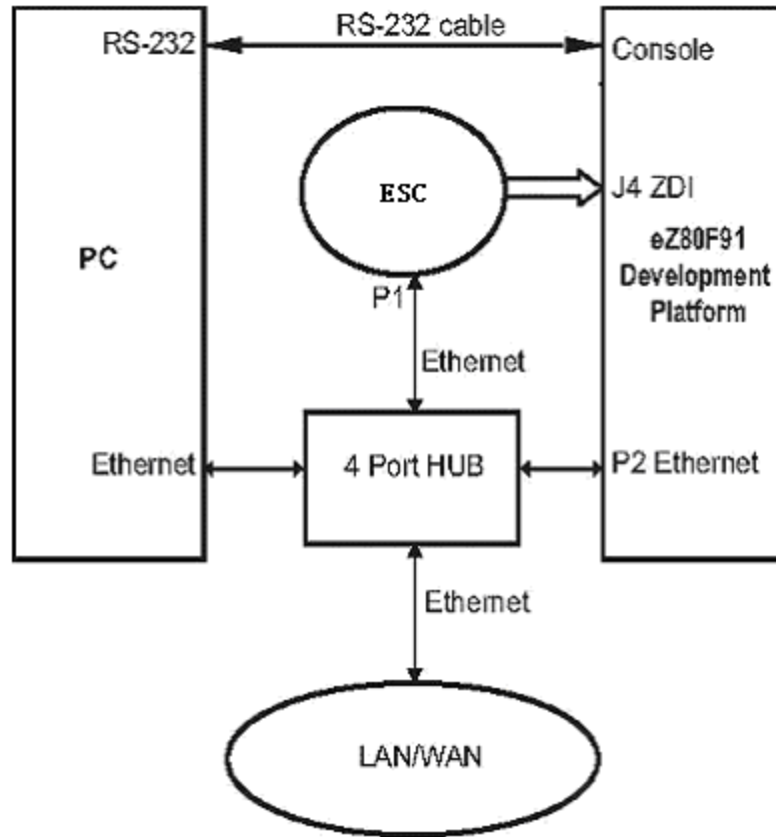 RS-232
RS-232 cable
Console
ESC
J4 ZDI
PC
eZ80F91
Development
Platform
P1
Ethernet
Ethernet
4 Port HUB
P2 Ethernet
Ethernet
LAN/WAN